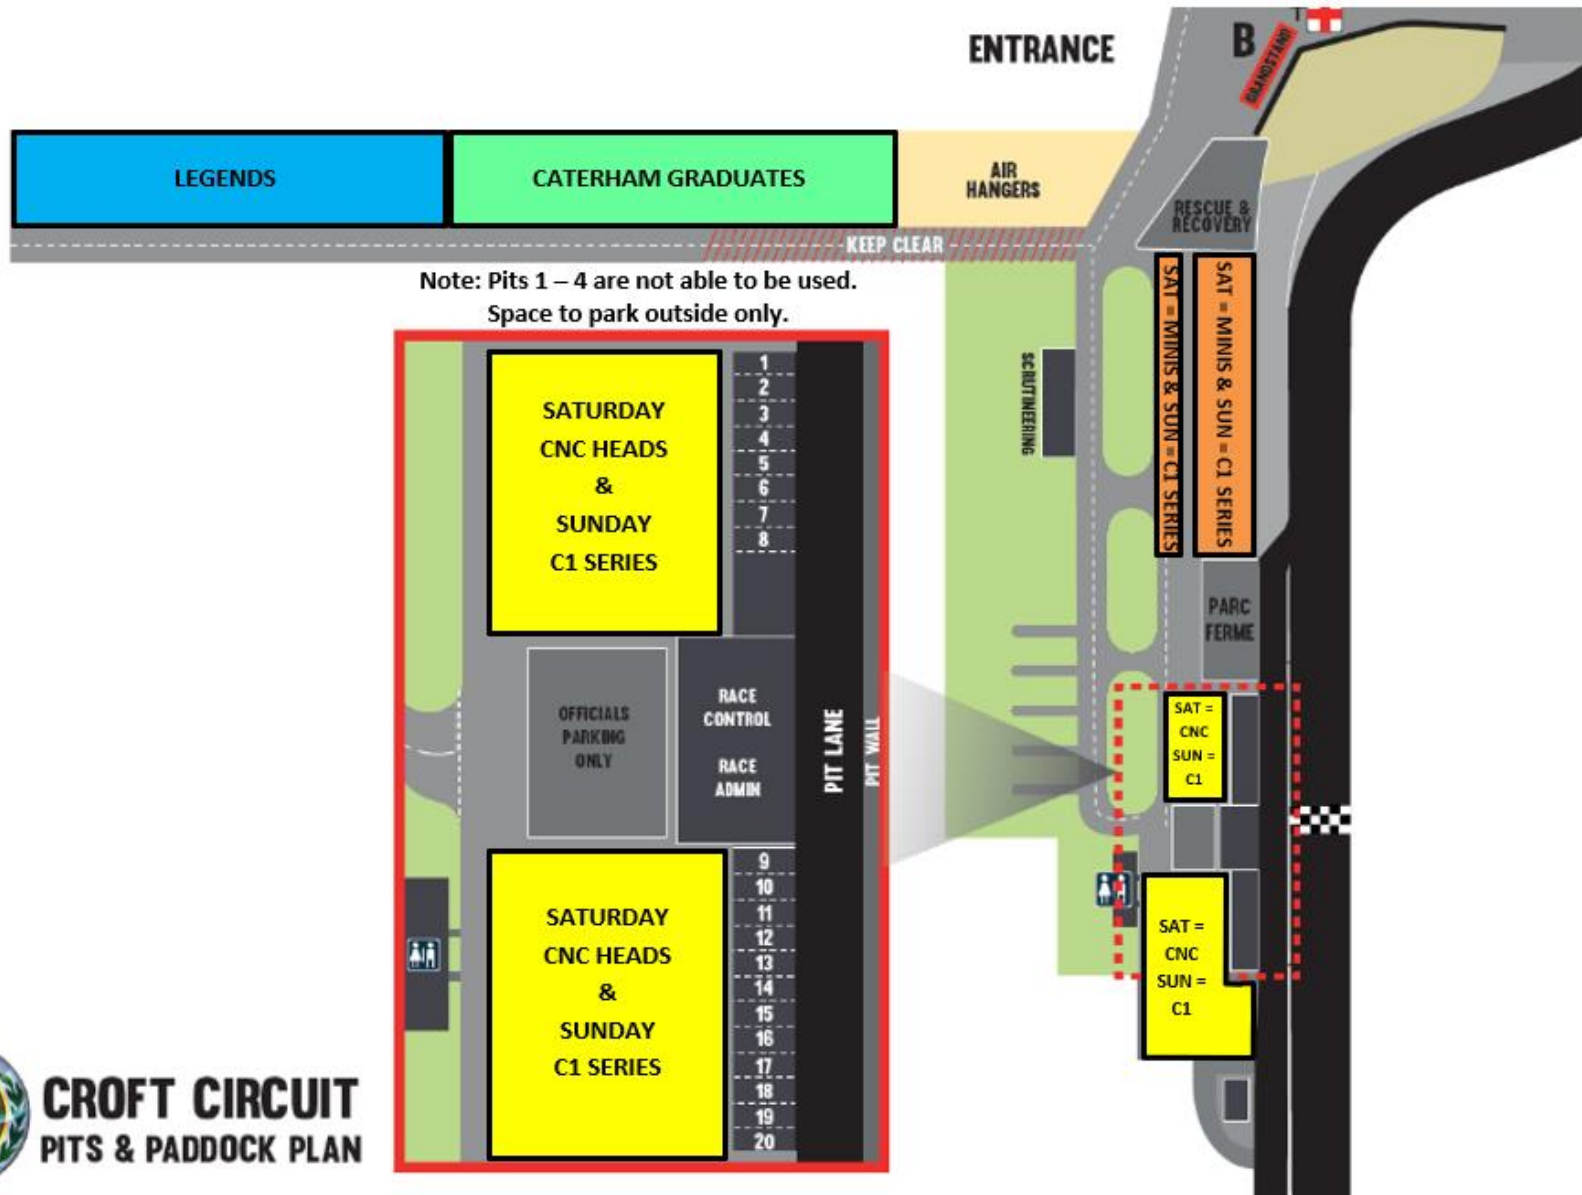 ENTRANCE
B
GRANDSTAND
LEGENDS
CATERHAM GRADUATES
AIR
HANGERS
RESCUE &
RECOVERY
KEEP CLEAR
Note: Pits 1 – 4 are not able to be used.
Space to park outside only.
SATURDAY
CNC HEADS
&
SUNDAY
C1 SERIES
1
2
3
4
5
6
7
8
OFFICIALS
PARKING
ONLY
RACE
CONTROL
RACE
ADMIN
PIT LANE
PIT WALL
SATURDAY
CNC HEADS
&
SUNDAY
C1 SERIES
9
10
11
12
13
14
15
16
17
18
19
20
SCRUTINEERING
SAT = MINIS & SUN = C1 SERIES
SAT = MINIS & SUN = C1 SERIES
PARC
FERME
SAT =
CNC
SUN =
C1
SAT =
CNC
SUN =
C1
CROFT CIRCUIT
PITS & PADDOCK PLAN